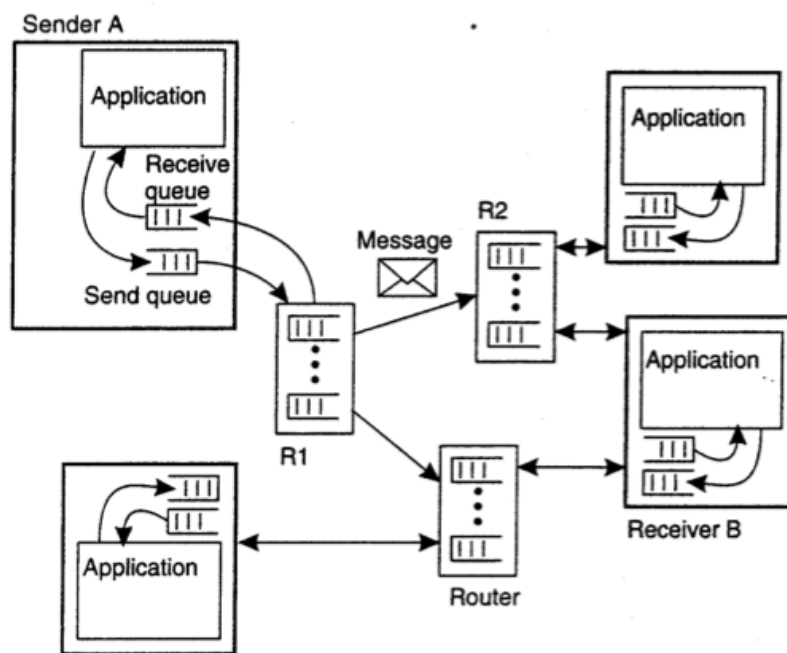 Sender A
Application
Receive
queue
Send queue
Message
R1
R2
Application
Application
Receiver B
Router
Application